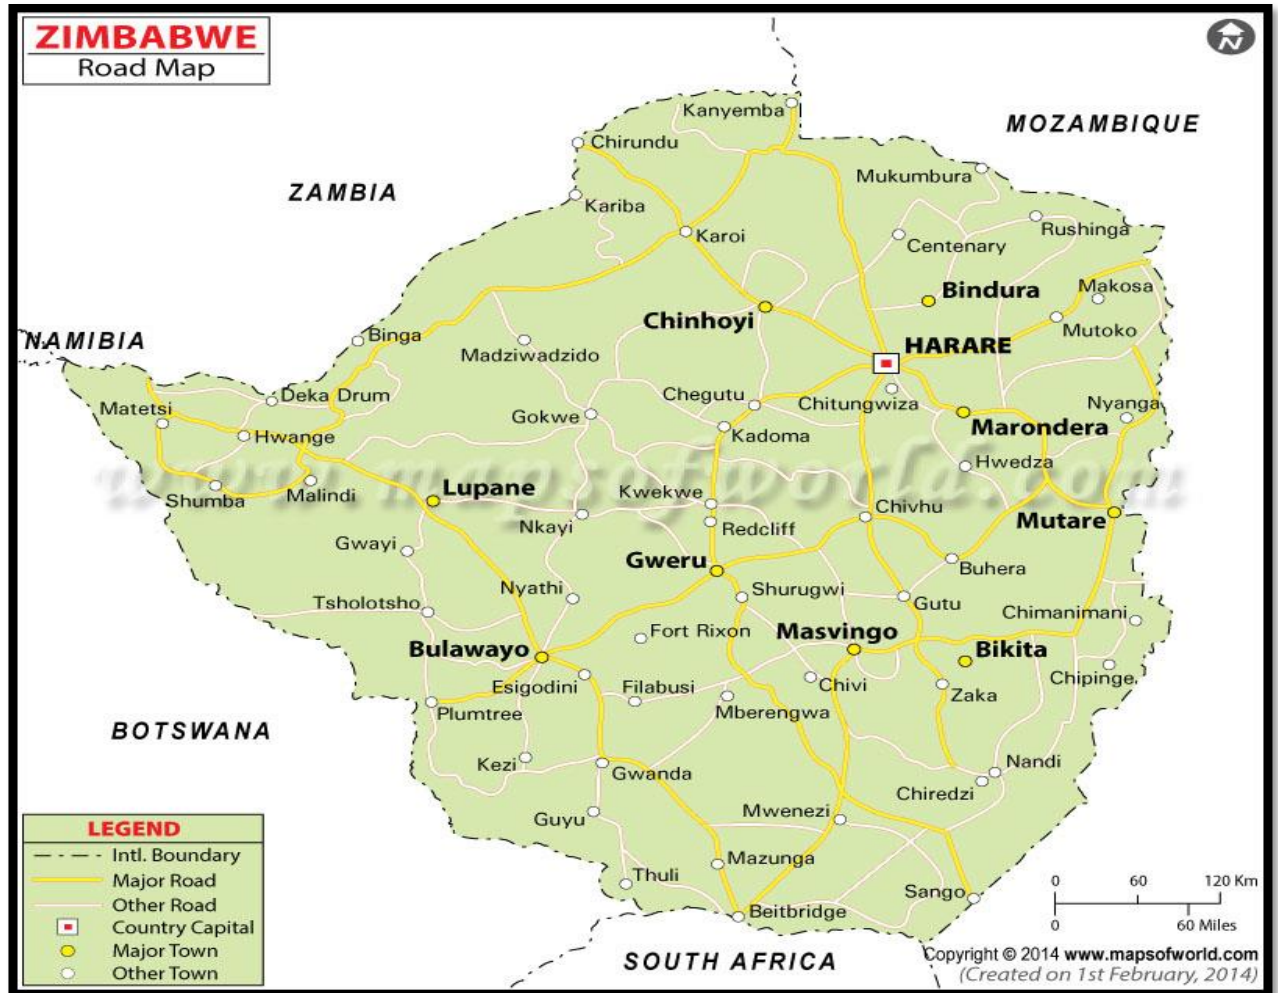 ZIMBABWE
Road Map
N
MOZAMBIQUE
ZAMBIA
NAMIBIA
BOTSWANA
SOUTH AFRICA
Kanyemba
Chirundu
Mukumbura
Kariba
Karoi
Centenary
Rushinga
Bindura
Makosa
Chinhoyi
Mutoko
Binga
HARARE
Madziwadzido
Deka Drum
Chegutu
Chitungwiza
Nyanga
Matetsi
Gokwe
Kadoma
Marondera
Hwange
Hwedza
www.mapsofworld.com
Shumba
Malindi
Lupane
Kwekwe
Chivhu
Mutare
Nkayi
Redcliff
Gwayi
Gweru
Buhera
Nyathi
Shurugwi
Gutu
Chimanimani
Tsholotsho
Fort Rixon
Masvingo
Bulawayo
Bikita
Esigodini
Filabusi
Chivi
Zaka
Chipinge
Plumtree
Mberengwa
Kezi
Gwanda
Nandi
Chiredzi
Guyu
Mwenezi
Mazunga
Thuli
Sango
Beitbridge
LEGEND
Intl. Boundary
Major Road
Other Road
Country Capital
Major Town
Other Town
0 60 120 Km
0 60 Miles
Copyright © 2014 www.mapsofworld.com
(Created on 1st February, 2014)